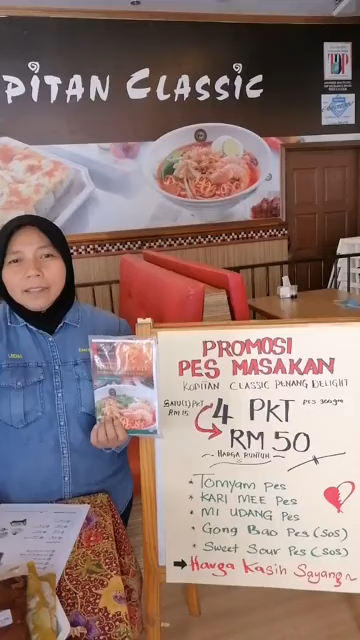 PITAN CLASSIC
PROMOSI
PES MASAKAN
KOPITAN CLASSIC PENANG DELIGHT
SATU(1) PKT
RM 15
4 PKT
PES 300gm
RM 50
~ HARGA RUNTUH ~
* Tomyam Pes
* KARI MEE Pes
* MI UDANG Pes
* Gong Bao Pes (Sos)
* Sweet Sour Pes (Sos)
Harga Kasih Sayang~